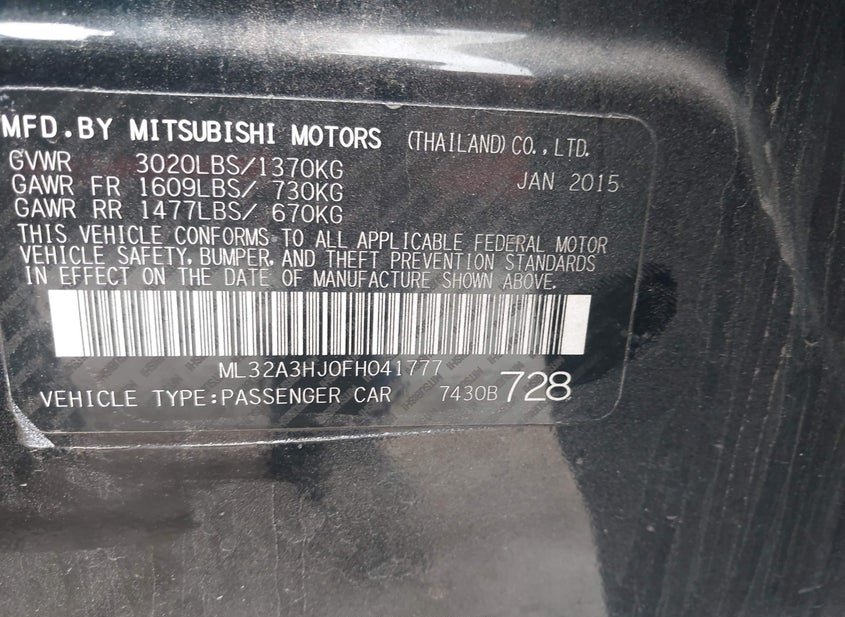 MFD.BY MITSUBISHI MOTORS (THAILAND) CO., LTD.
GVWR 3020LBS/1370KG JAN 2015
GAWR FR 1609LBS/ 730KG
GAWR RR 1477LBS/ 670KG
THIS VEHICLE CONFORMS TO ALL APPLICABLE FEDERAL MOTOR
VEHICLE SAFETY, BUMPER, AND THEFT PREVENTION STANDARDS
IN EFFECT ON THE DATE OF MANUFACTURE SHOWN ABOVE.
ML32A3HJ0FH041777
VEHICLE TYPE:PASSENGER CAR 7430B 728